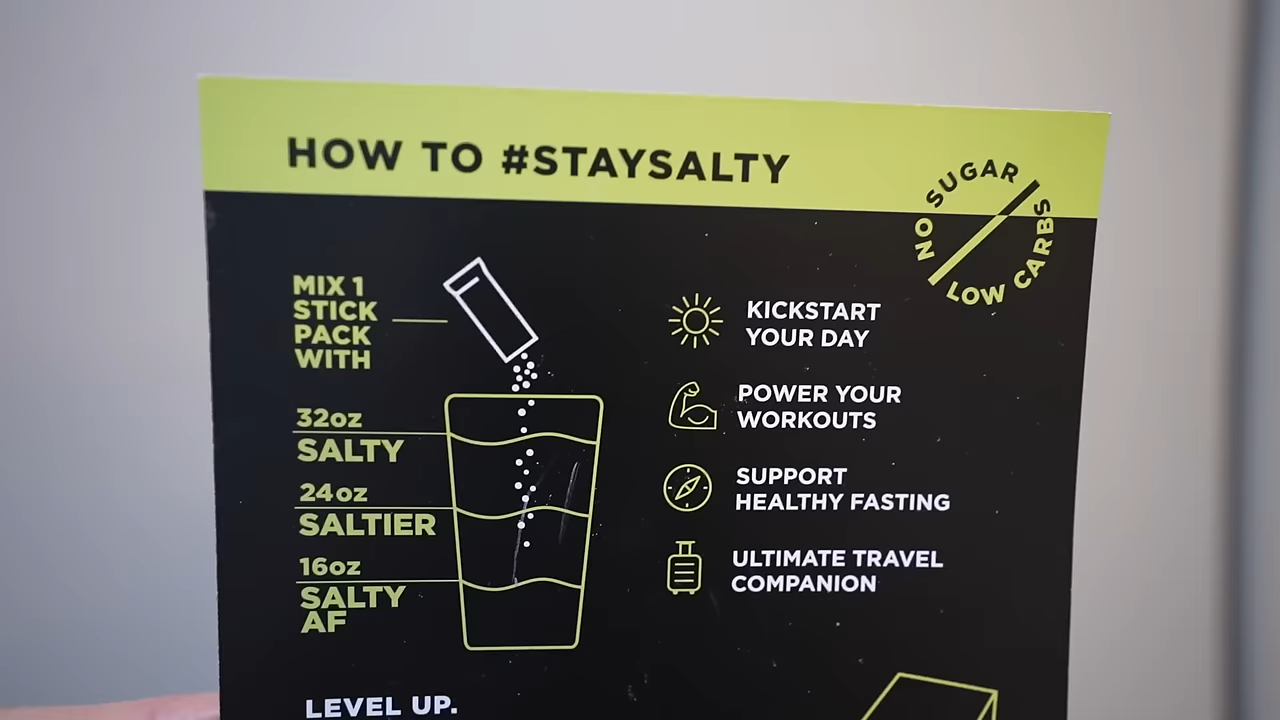 HOW TO #STAYSALTY
NO SUGAR
LOW CARBS
MIX 1
STICK
PACK
WITH
32oz
SALTY
24oz
SALTIER
16oz
SALTY
AF
KICKSTART
YOUR DAY
POWER YOUR
WORKOUTS
SUPPORT
HEALTHY FASTING
ULTIMATE TRAVEL
COMPANION
LEVEL UP.